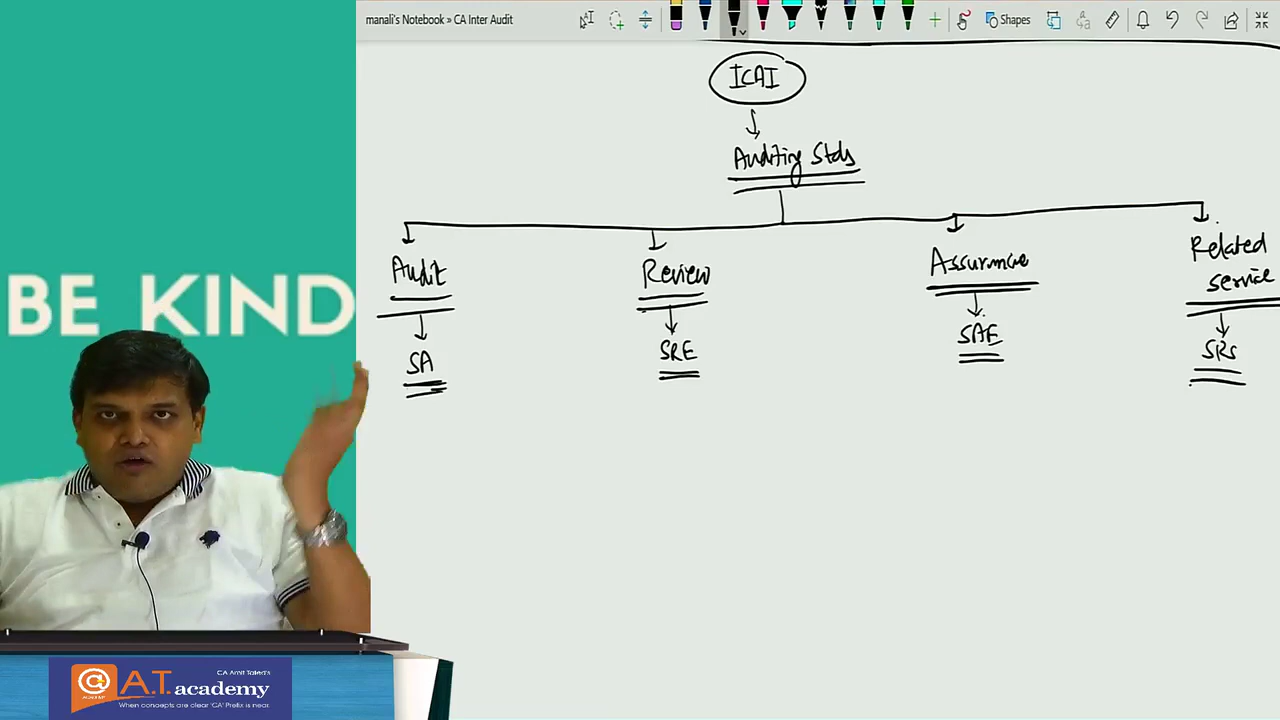 manali's Notebook » CA Inter Audit
Shapes
ICAI
Auditing Stds
Audit
Review
Assurance
Related
service
SA
SRE
SAE
SRS
BE KIND
@A.T.academy
CA Amit Tated's
When concepts are clear 'CA' Prefix is near.